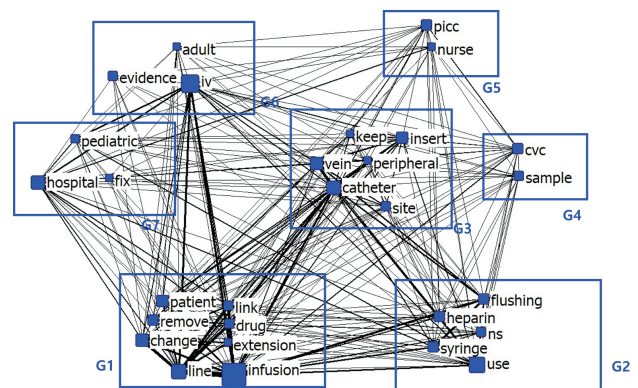 picc
nurse
G5
adult
evidence
iv
G6
pediatric
hospital
fix
G7
keep
insert
vein
peripheral
catheter
site
G3
cvc
sample
G4
patient
link
remove
drug
change
extension
line
infusion
G1
flushing
heparin
ns
syringe
use
G2